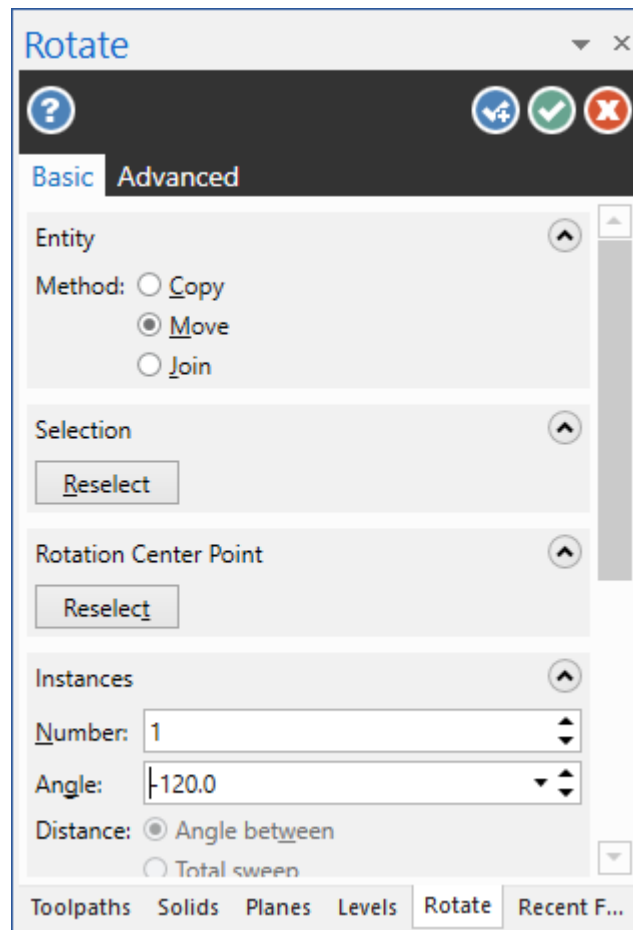 Rotate
?
Basic Advanced
Entity
Method: Copy
Move
Join
Selection
Reselect
Rotation Center Point
Reselect
Instances
Number: 1
Angle: -120.0
Distance: Angle between
Total sweep
Toolpaths Solids Planes Levels Rotate Recent F...